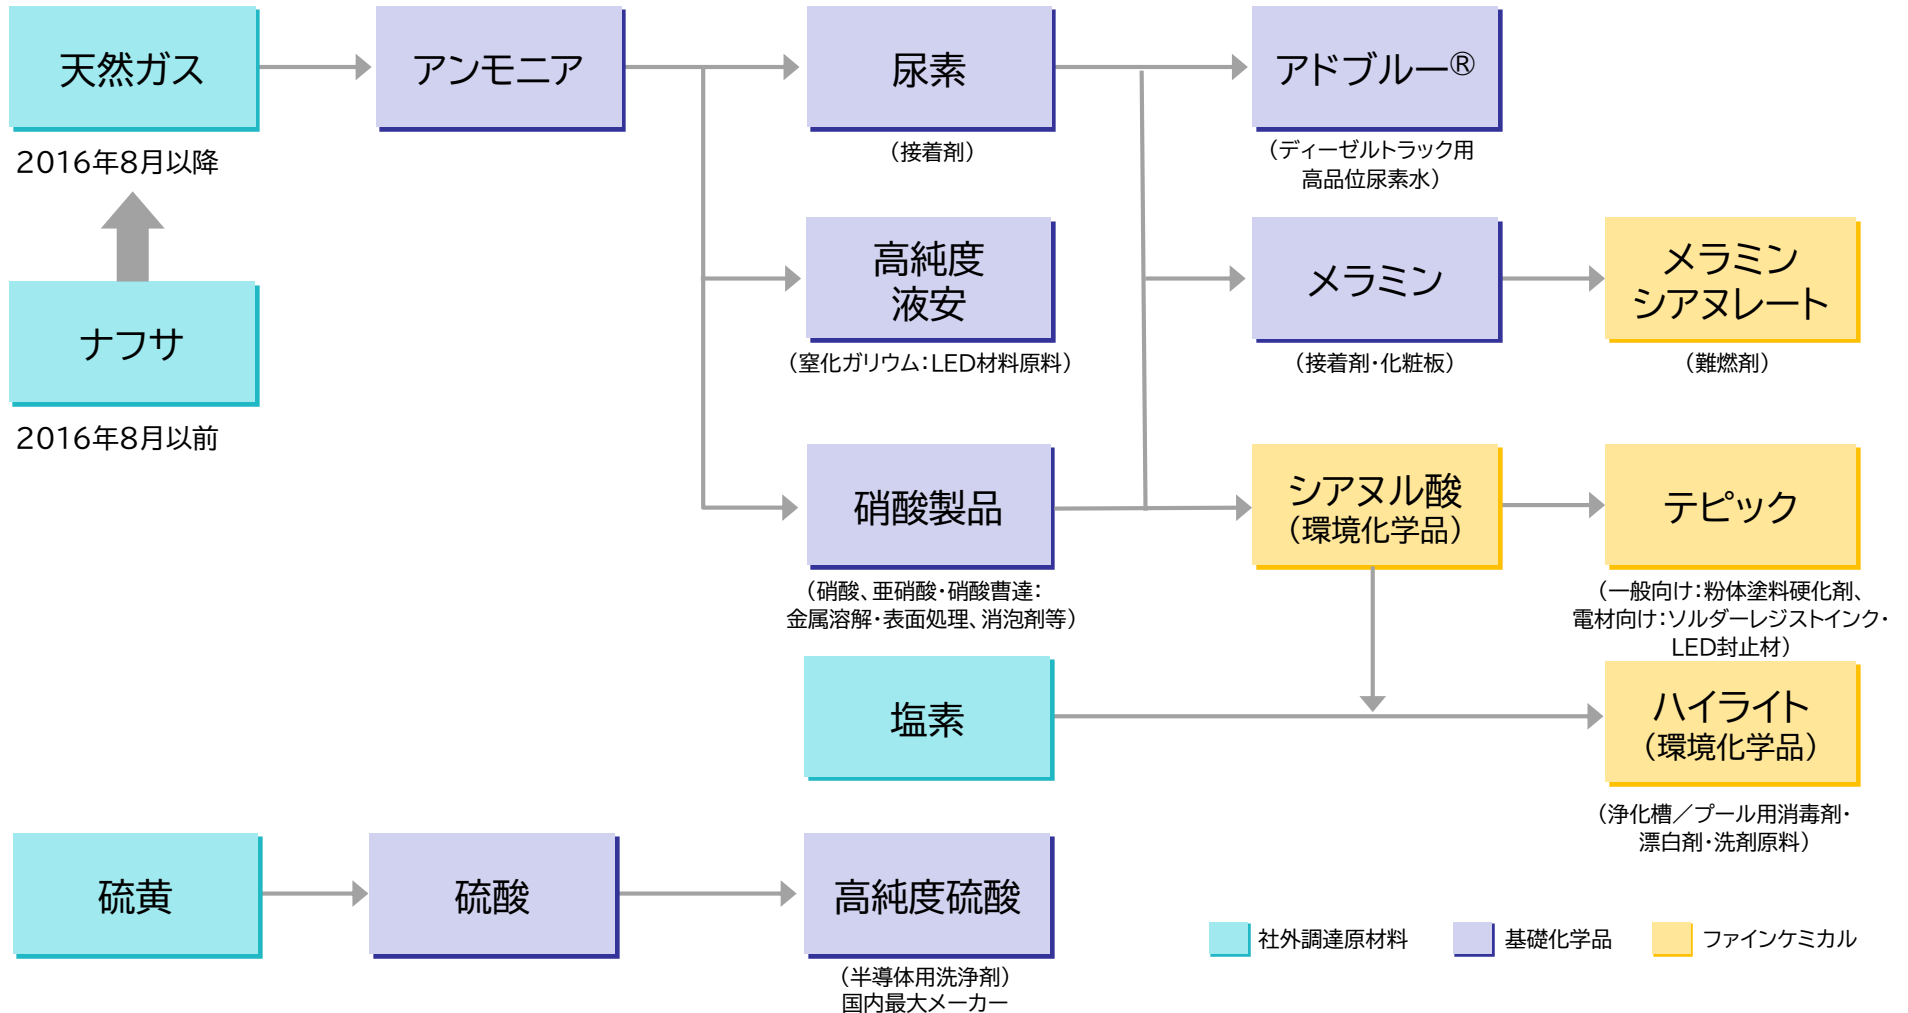 天然ガス
アンモニア
尿素
アドブルー®
2016年8月以降
（接着剤）
（ディーゼルトラック用
高品位尿素水）
ナフサ
2016年8月以前
高純度
液安
（窒化ガリウム：LED材料原料）
メラミン
（接着剤・化粧板）
メラミン
シアヌレート
（難燃剤）
硝酸製品
（硝酸、亜硝酸・硝酸曹達：
金属溶解・表面処理、消泡剤等）
シアヌル酸
（環境化学品）
テピック
（一般向け：粉体塗料硬化剤、
電材向け：ソルダーレジストインク・
LED封止材）
塩素
ハイライト
（環境化学品）
（浄化槽／プール用消毒剤・
漂白剤・洗剤原料）
硫黄
硫酸
高純度硫酸
（半導体用洗浄剤）
国内最大メーカー
社外調達原材料
基礎化学品
ファインケミカル